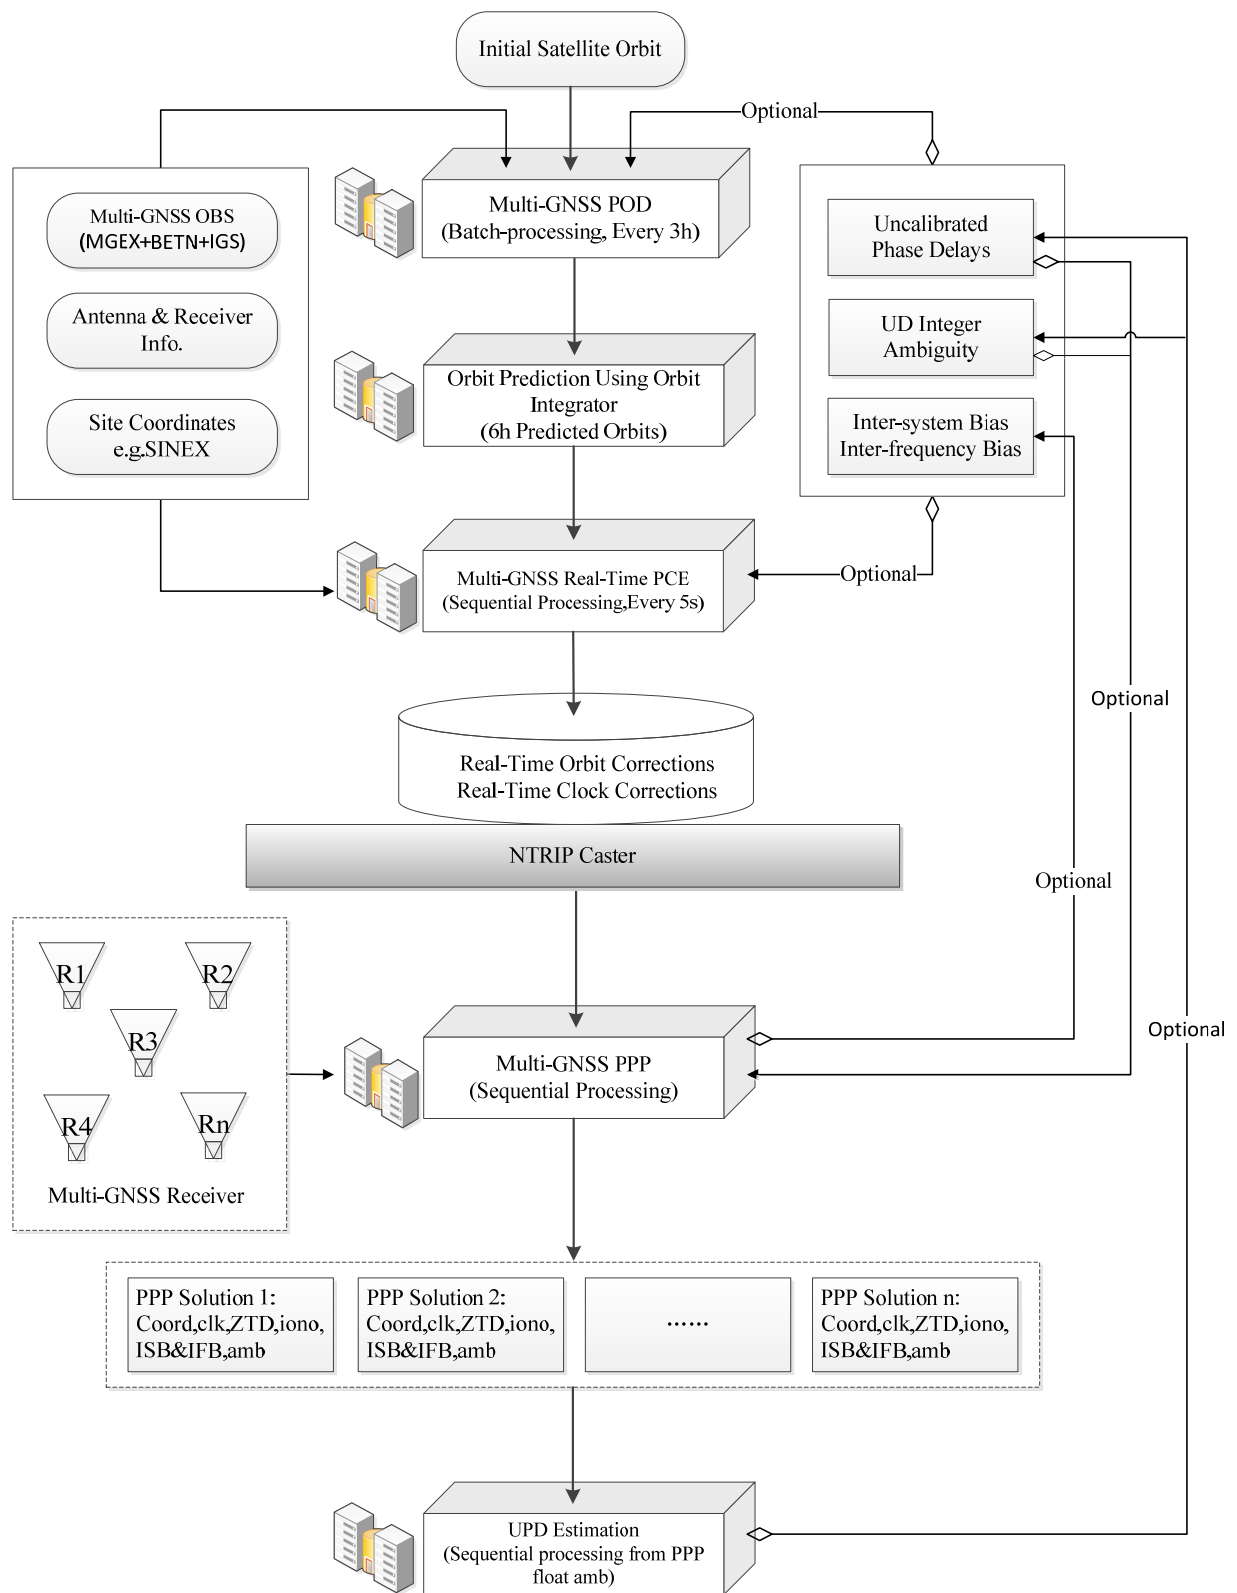 Initial Satellite Orbit
Optional
Multi-GNSS OBS
(MGEX+BETN+IGS)
Antenna & Receiver
Info.
Site Coordinates
e.g.SINEX
Multi-GNSS POD
(Batch-processing, Every 3h)
Uncalibrated
Phase Delays
UD Integer
Ambiguity
Inter-system Bias
Inter-frequency Bias
Orbit Prediction Using Orbit
Integrator
(6h Predicted Orbits)
Multi-GNSS Real-Time PCE
(Sequential Processing,Every 5s)
Optional
Optional
Real-Time Orbit Corrections
Real-Time Clock Corrections
NTRIP Caster
Optional
R1
R2
R3
R4
Rn
Multi-GNSS Receiver
Multi-GNSS PPP
(Sequential Processing)
Optional
PPP Solution 1:
Coord,clk,ZTD,iono,
ISB&IFB,amb
PPP Solution 2:
Coord,clk,ZTD,iono,
ISB&IFB,amb
......
PPP Solution n:
Coord,clk,ZTD,iono,
ISB&IFB,amb
UPD Estimation
(Sequential processing from PPP
float amb)